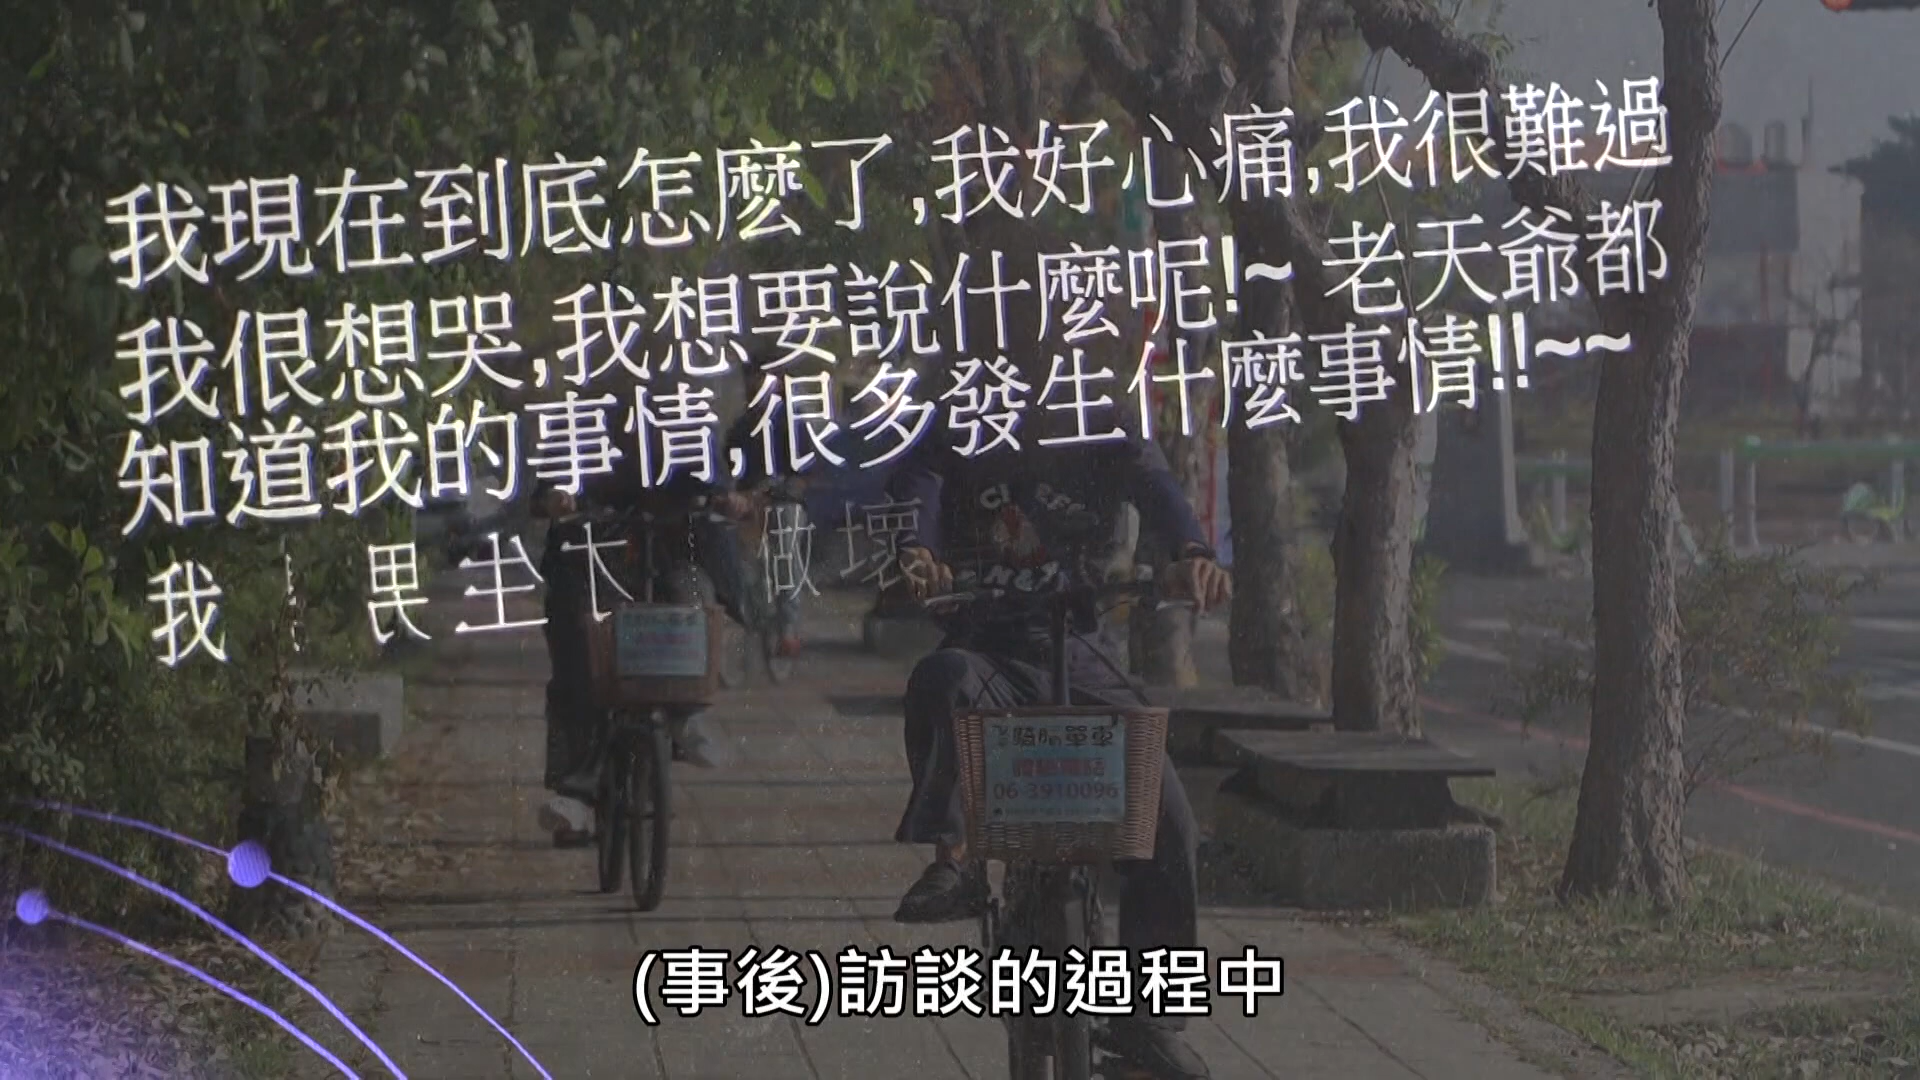 我現在到底怎麼了,我好心痛,我很難過
我很想哭,我想要說什麼呢!~ 老天爺都
知道我的事情,很多發生什麼事情!!~~
我
做壞
單車
06-3910096
(事後)訪談的過程中